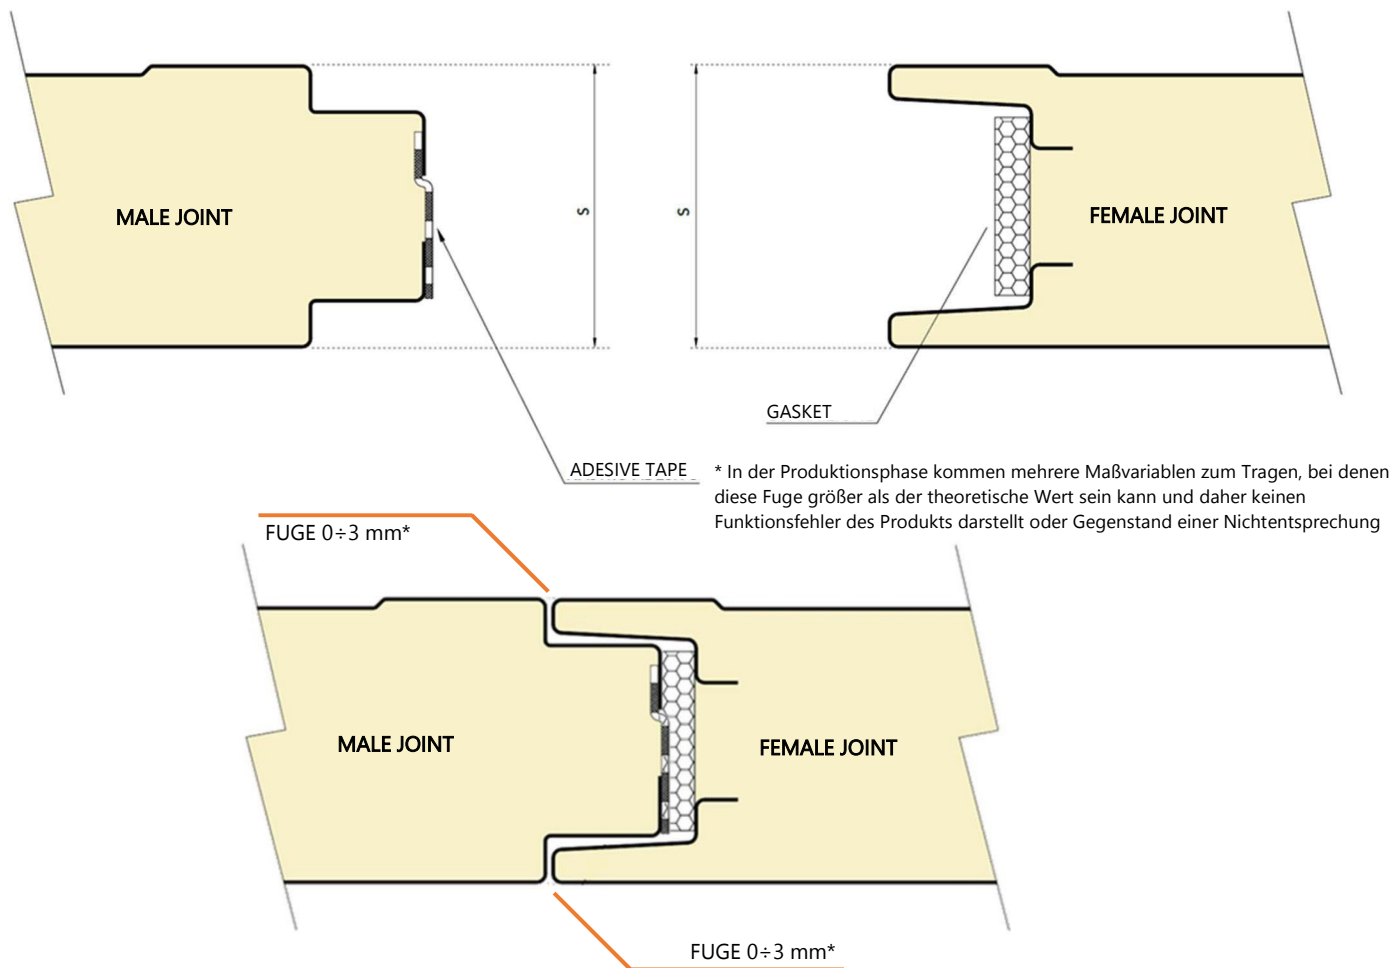 MALE JOINT
S
S
FEMALE JOINT
GASKET
ADESIVE TAPE
* In der Produktionsphase kommen mehrere Maßvariablen zum Tragen, bei denen
diese Fuge größer als der theoretische Wert sein kann und daher keinen
Funktionsfehler des Produkts darstellt oder Gegenstand einer Nichtentsprechung
FUGE 0÷3 mm*
MALE JOINT
FEMALE JOINT
FUGE 0÷3 mm*